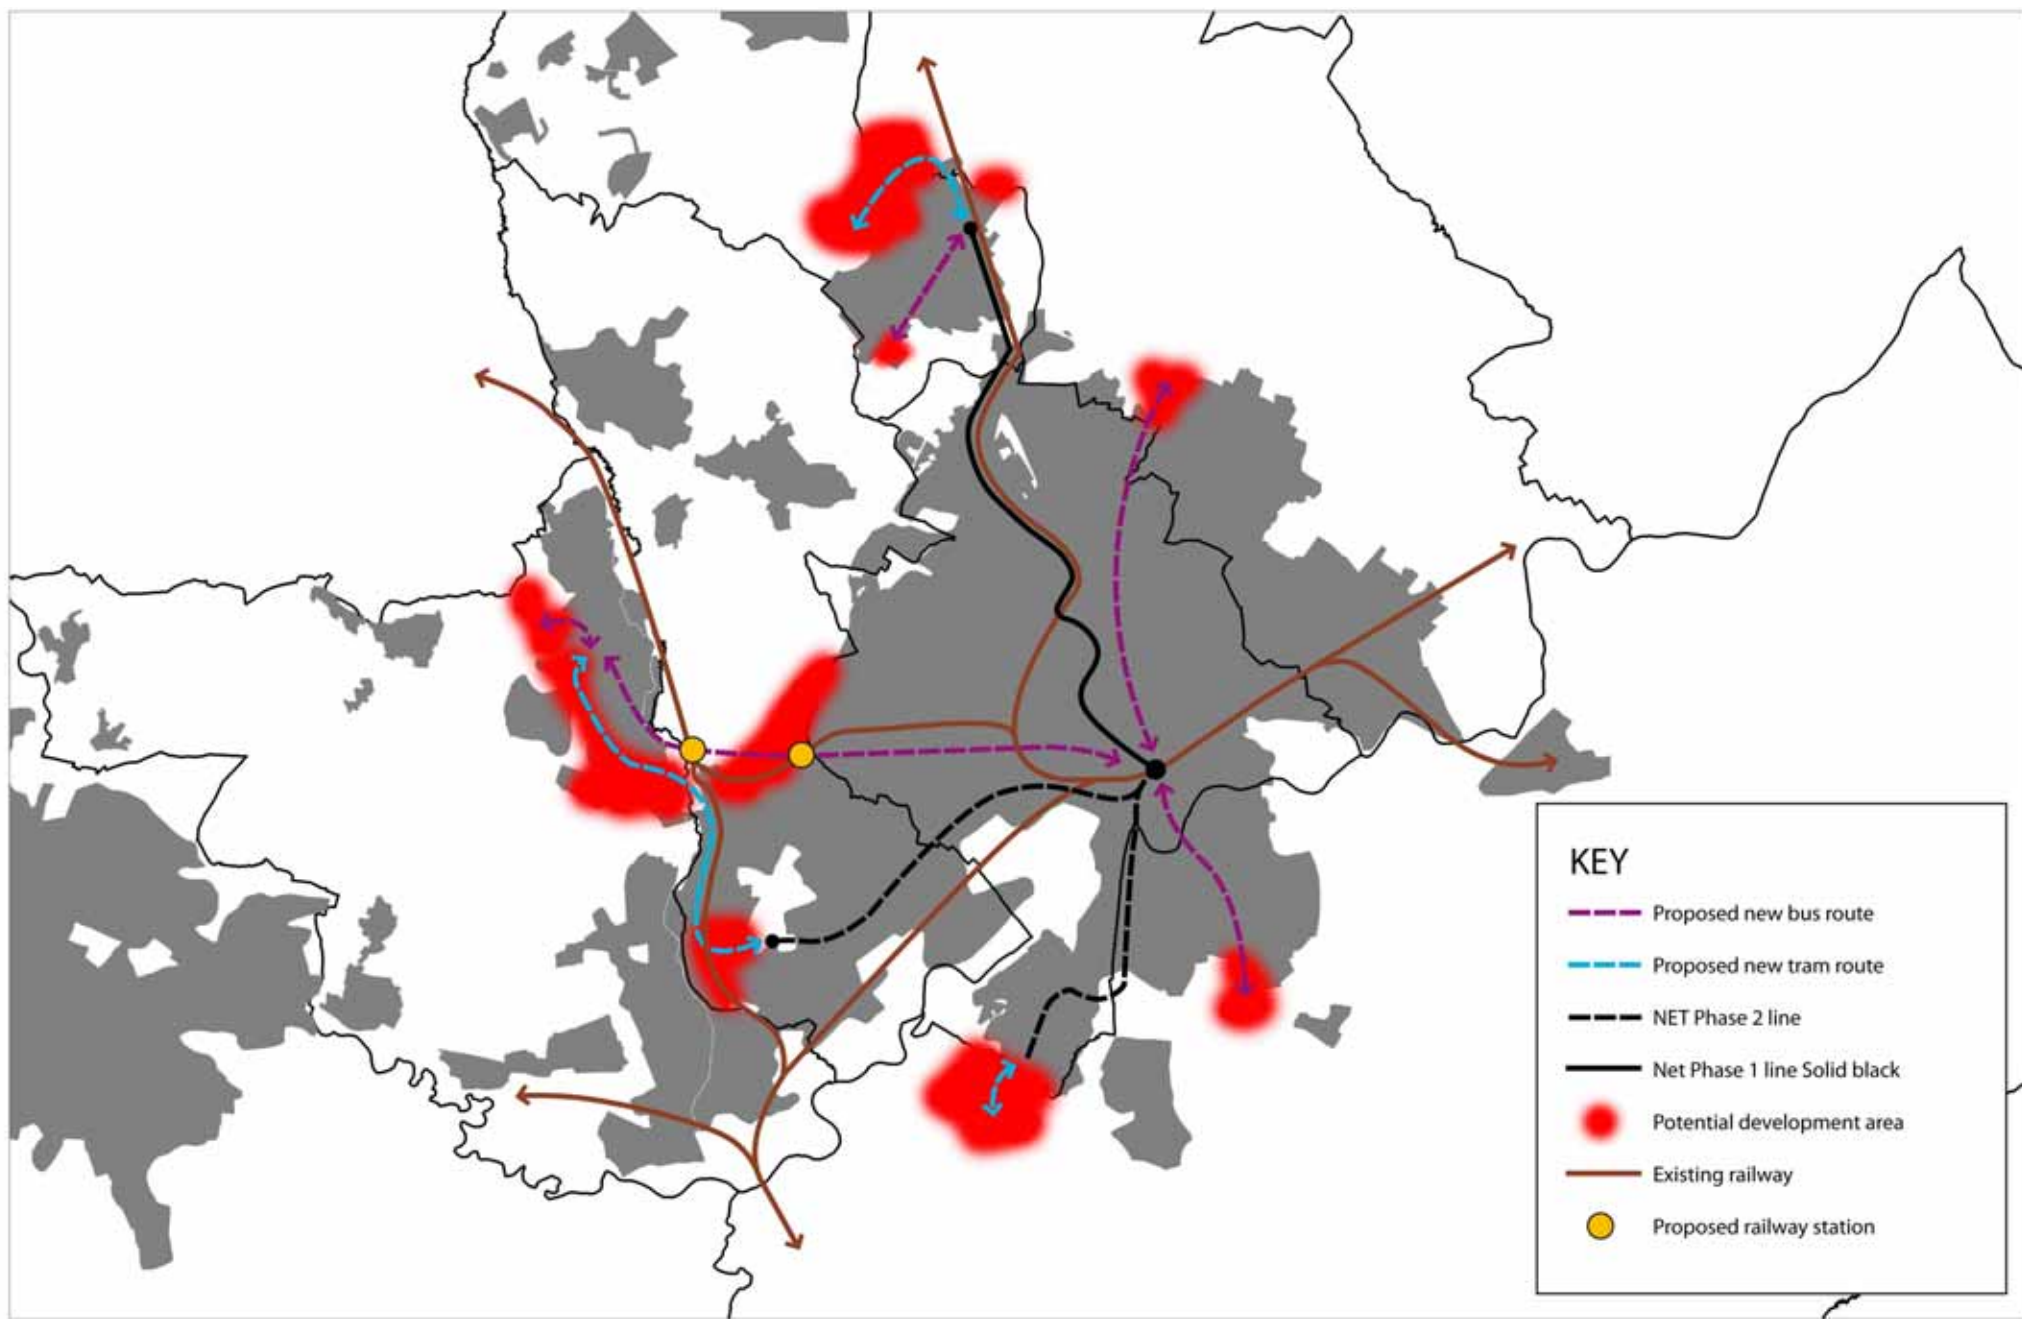 KEY
Proposed new bus route
Proposed new tram route
NET Phase 2 line
Net Phase 1 line Solid black
Potential development area
Existing railway
Proposed railway station